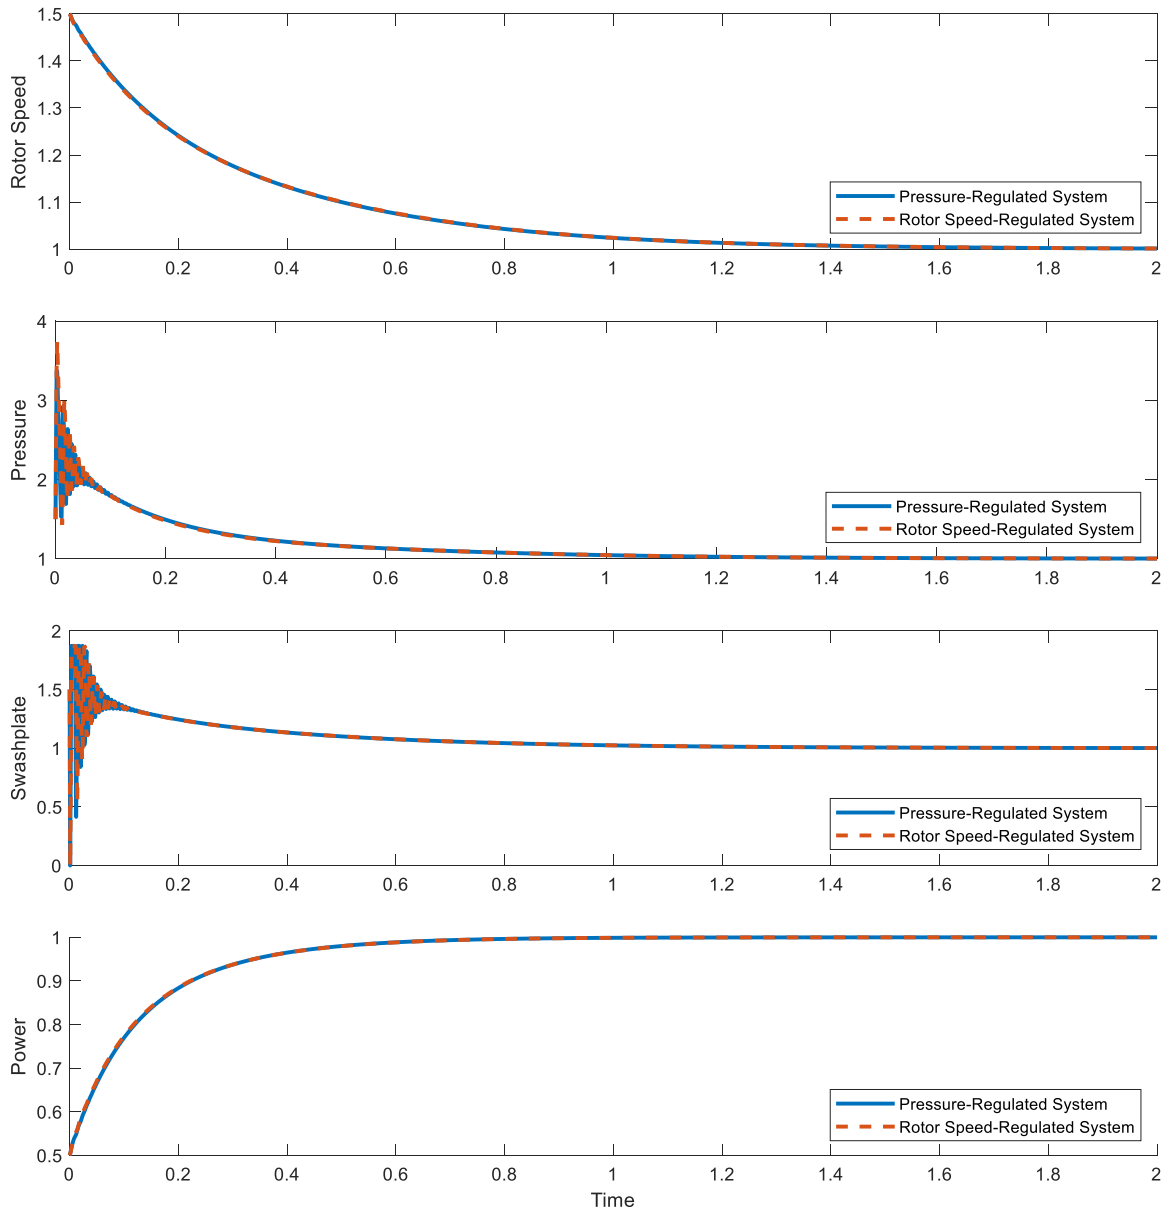 1.5
1.4
1.3
1.2
1.1
1
Rotor Speed
Pressure-Regulated System
Rotor Speed-Regulated System
0 0.2 0.4 0.6 0.8 1 1.2 1.4 1.6 1.8 2
4
3
2
1
Pressure
Pressure-Regulated System
Rotor Speed-Regulated System
0 0.2 0.4 0.6 0.8 1 1.2 1.4 1.6 1.8 2
2
1.5
1
0.5
0
Swashplate
Pressure-Regulated System
Rotor Speed-Regulated System
0 0.2 0.4 0.6 0.8 1 1.2 1.4 1.6 1.8 2
1
0.9
0.8
0.7
0.6
0.5
Power
Pressure-Regulated System
Rotor Speed-Regulated System
0 0.2 0.4 0.6 0.8 1 1.2 1.4 1.6 1.8 2
Time